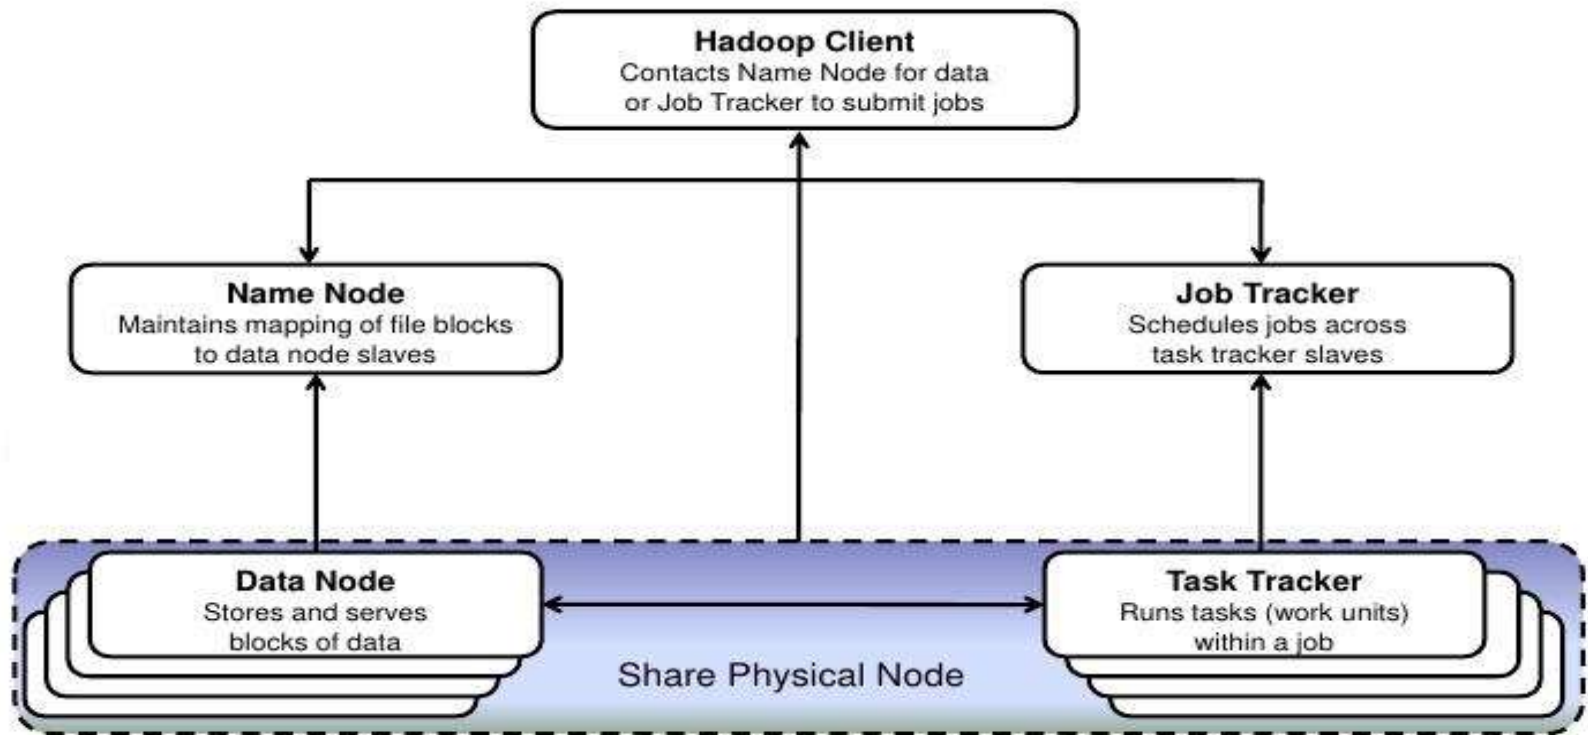 Hadoop Client
Contacts Name Node for data
or Job Tracker to submit jobs
Name Node
Maintains mapping of file blocks
to data node slaves
Job Tracker
Schedules jobs across
task tracker slaves
Data Node
Stores and serves
blocks of data
Task Tracker
Runs tasks (work units)
within a job
Share Physical Node